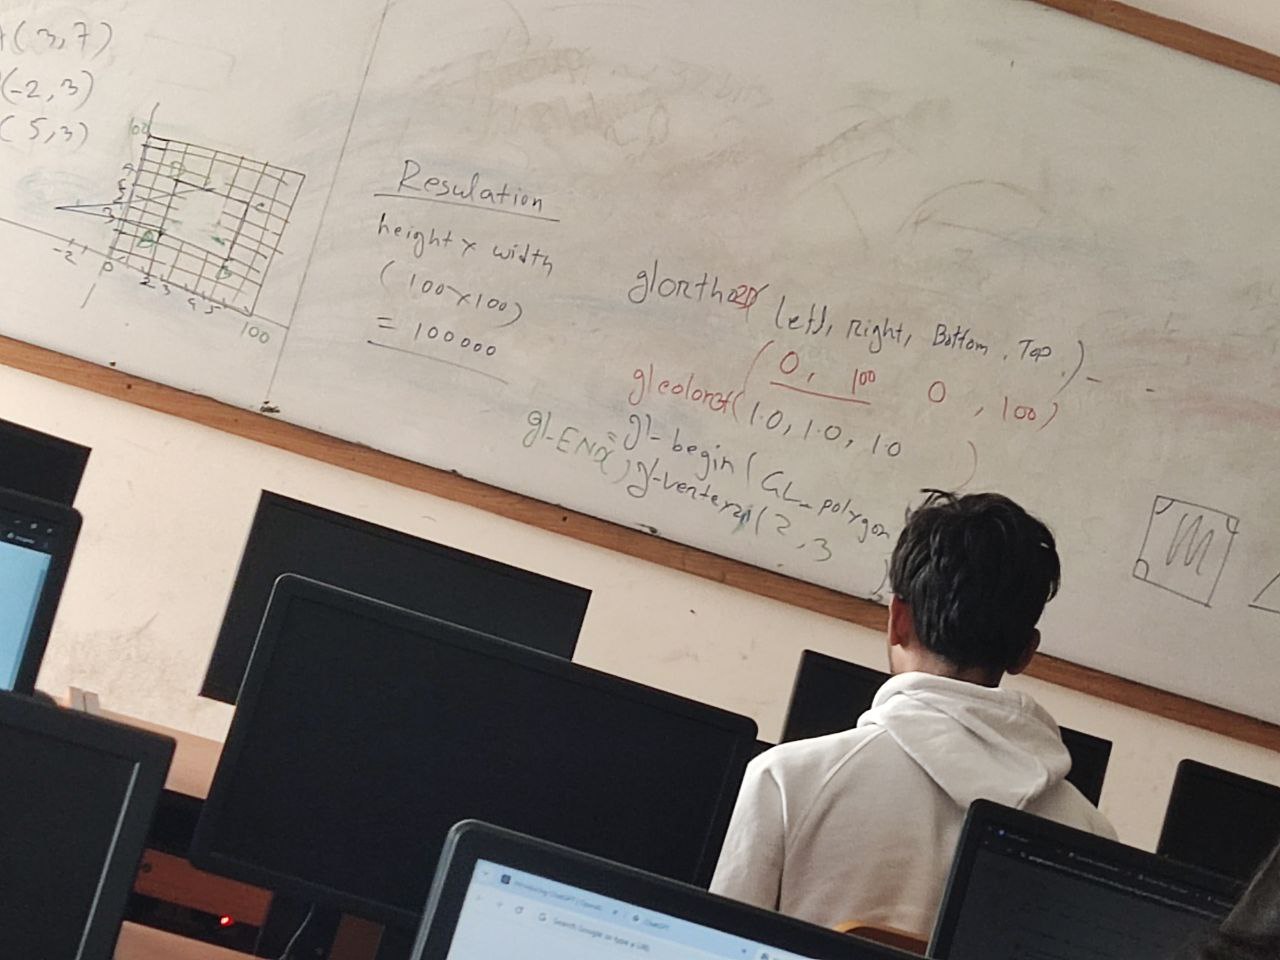 (3,7)
(-2,3)
(5,3)
100
-2
0
2 3 4 5
100
Resulation
height x width
(100x100)
= 100000
glortho2D( Left, Right, Bottom, Top.)- -
(0, 100 0, 100)
glcolor3f(1.0, 1.0, 1.0)
gl-begin(GL-polygon
gl-vertex2i(2,3
gl-END
A
B
C
D
ChatGPT
Search Google or type a URL